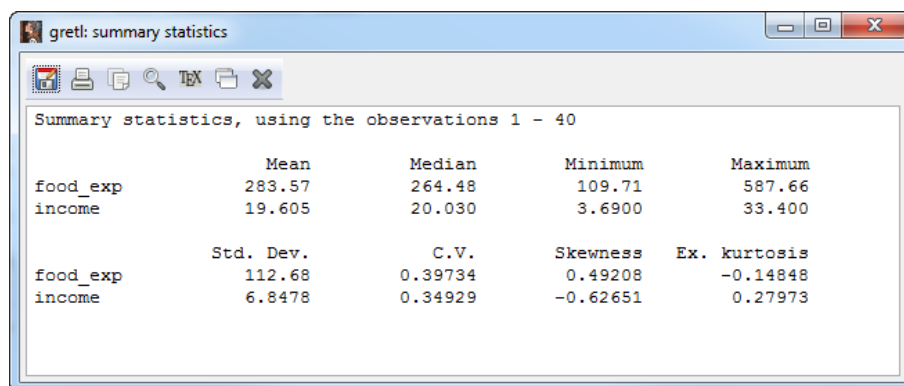 gretl: summary statistics
TEX
Summary statistics, using the observations 1 - 40
Mean Median Minimum Maximum
food_exp 283.57 264.48 109.71 587.66
income 19.605 20.030 3.6900 33.400
Std. Dev. C.V. Skewness Ex. kurtosis
food_exp 112.68 0.39734 0.49208 -0.14848
income 6.8478 0.34929 -0.62651 0.27973